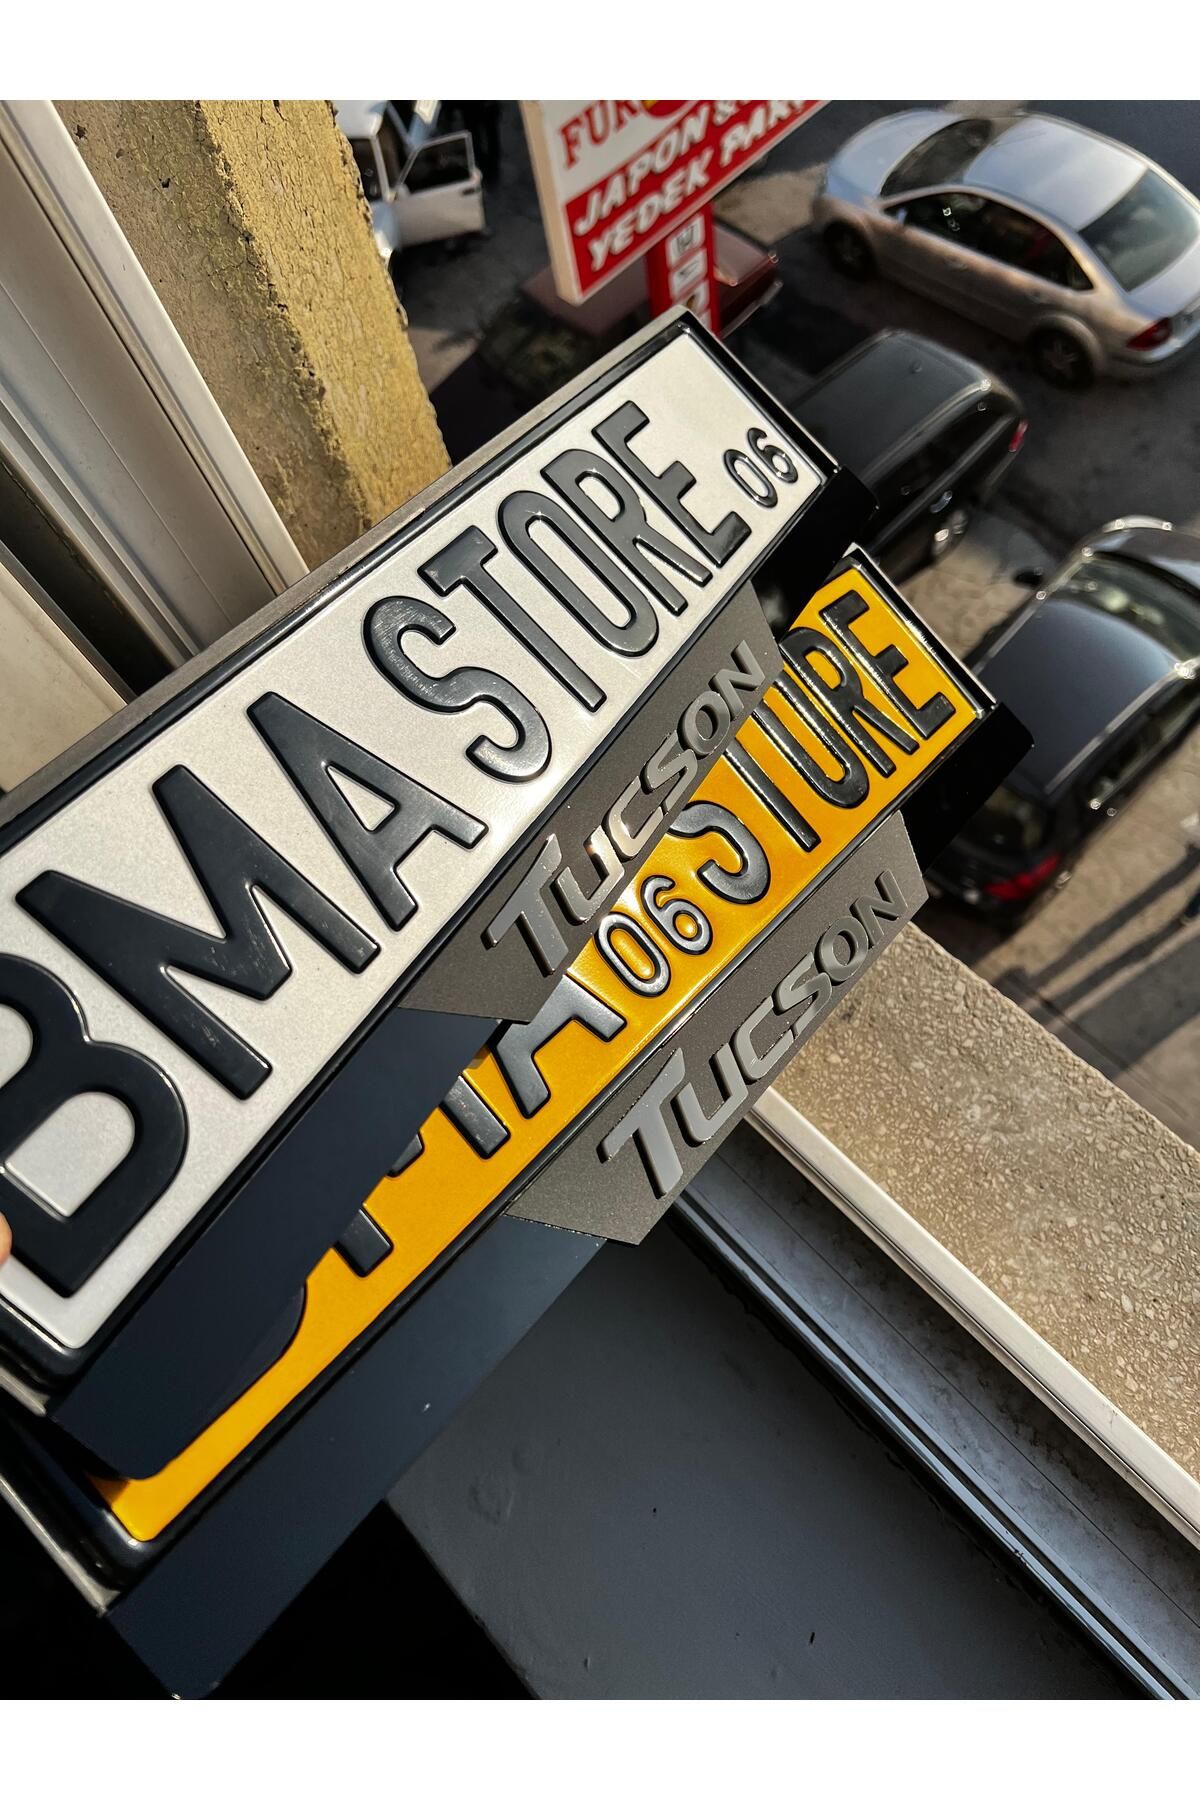 JAPON &
YEDEK PAR
BMA STORE 06
TUCSON
STORE
06
TUCSON